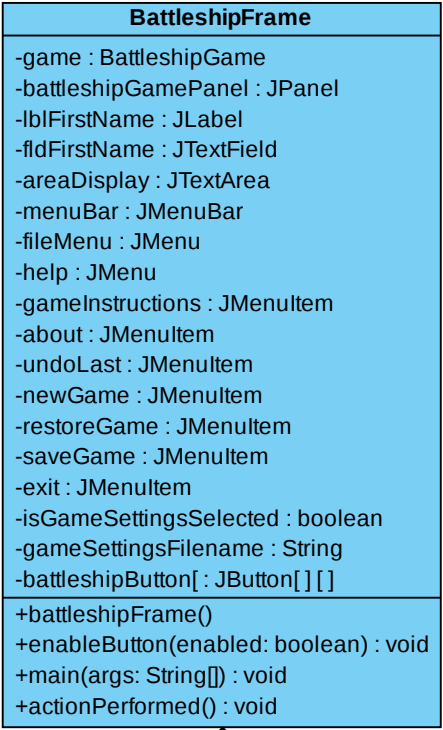 BattleshipFrame
-game : BattleshipGame
-battleshipGamePanel : JPanel
-lblFirstName : JLabel
-fldFirstName : JTextField
-areaDisplay : JTextArea
-menuBar : JMenuBar
-fileMenu : JMenu
-help : JMenu
-gameInstructions : JMenuItem
-about : JMenuItem
-undoLast : JMenuItem
-newGame : JMenuItem
-restoreGame : JMenuItem
-saveGame : JMenuItem
-exit : JMenuItem
-isGameSettingsSelected : boolean
-gameSettingsFilename : String
-battleshipButton[ : JButton[ ] [ ]
+battleshipFrame()
+enableButton(enabled: boolean) : void
+main(args: String[]) : void
+actionPerformed() : void